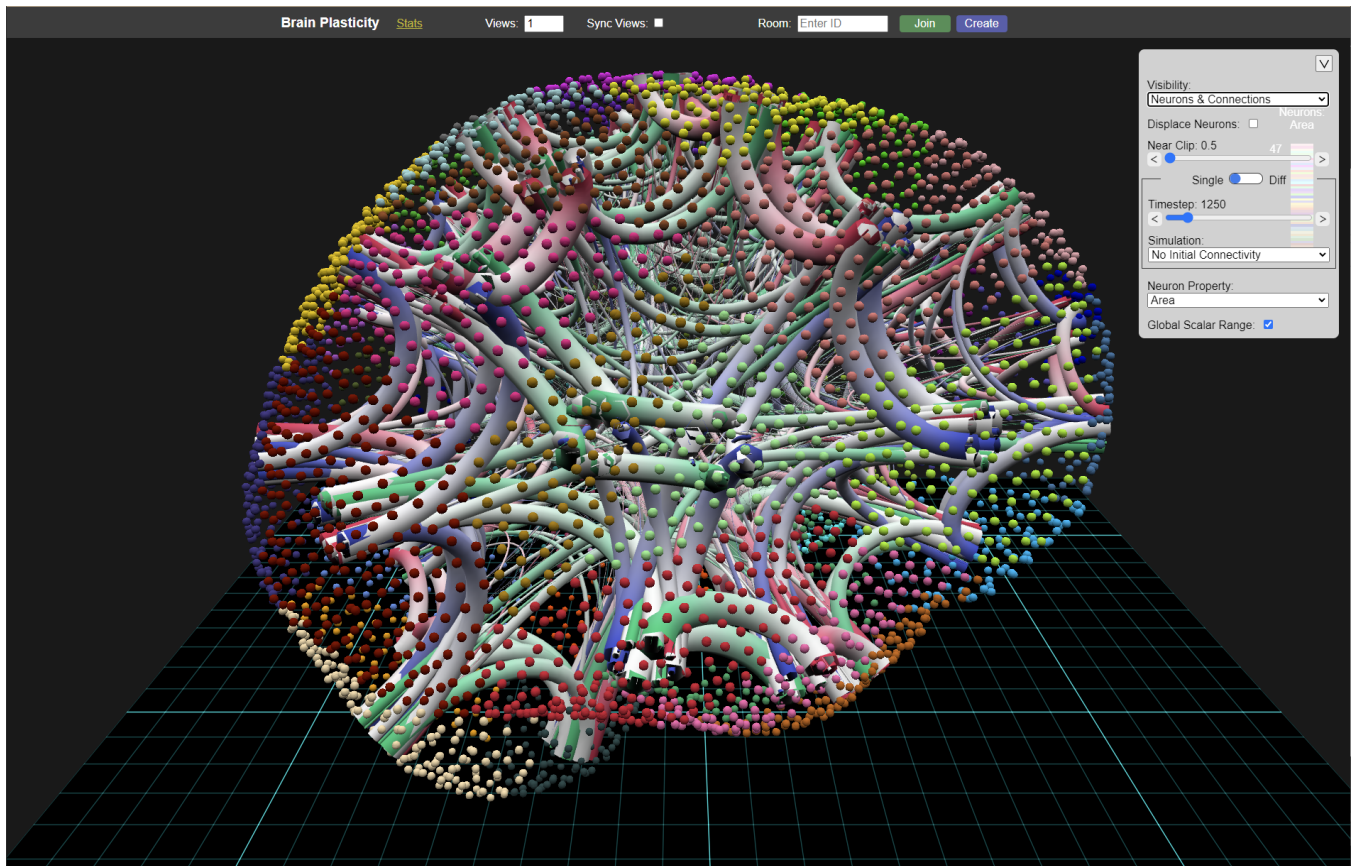 Brain Plasticity Stats Views: 1 Sync Views: Room: Enter ID Join Create
V
Visibility:
Neurons & Connections
Neurons
Displace Neurons:
Area
Near Clip: 0.5
47
< >
Single Diff
Timestep: 1250
< >
Simulation:
No Initial Connectivity
Neuron Property:
Area
Global Scalar Range: